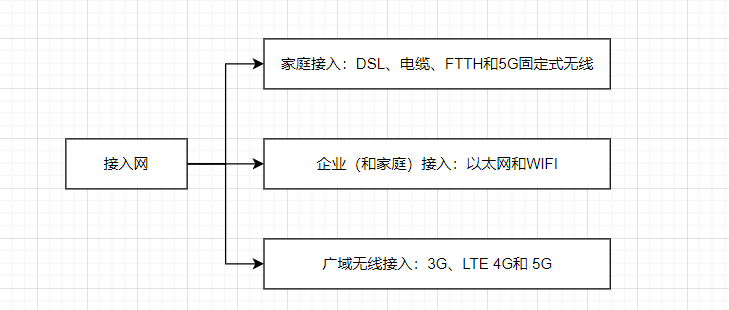 家庭接入：DSL、电缆、FTTH和5G固定式无线
接入网
企业（和家庭）接入：以太网和WIFI
广域无线接入：3G、LTE 4G和 5G